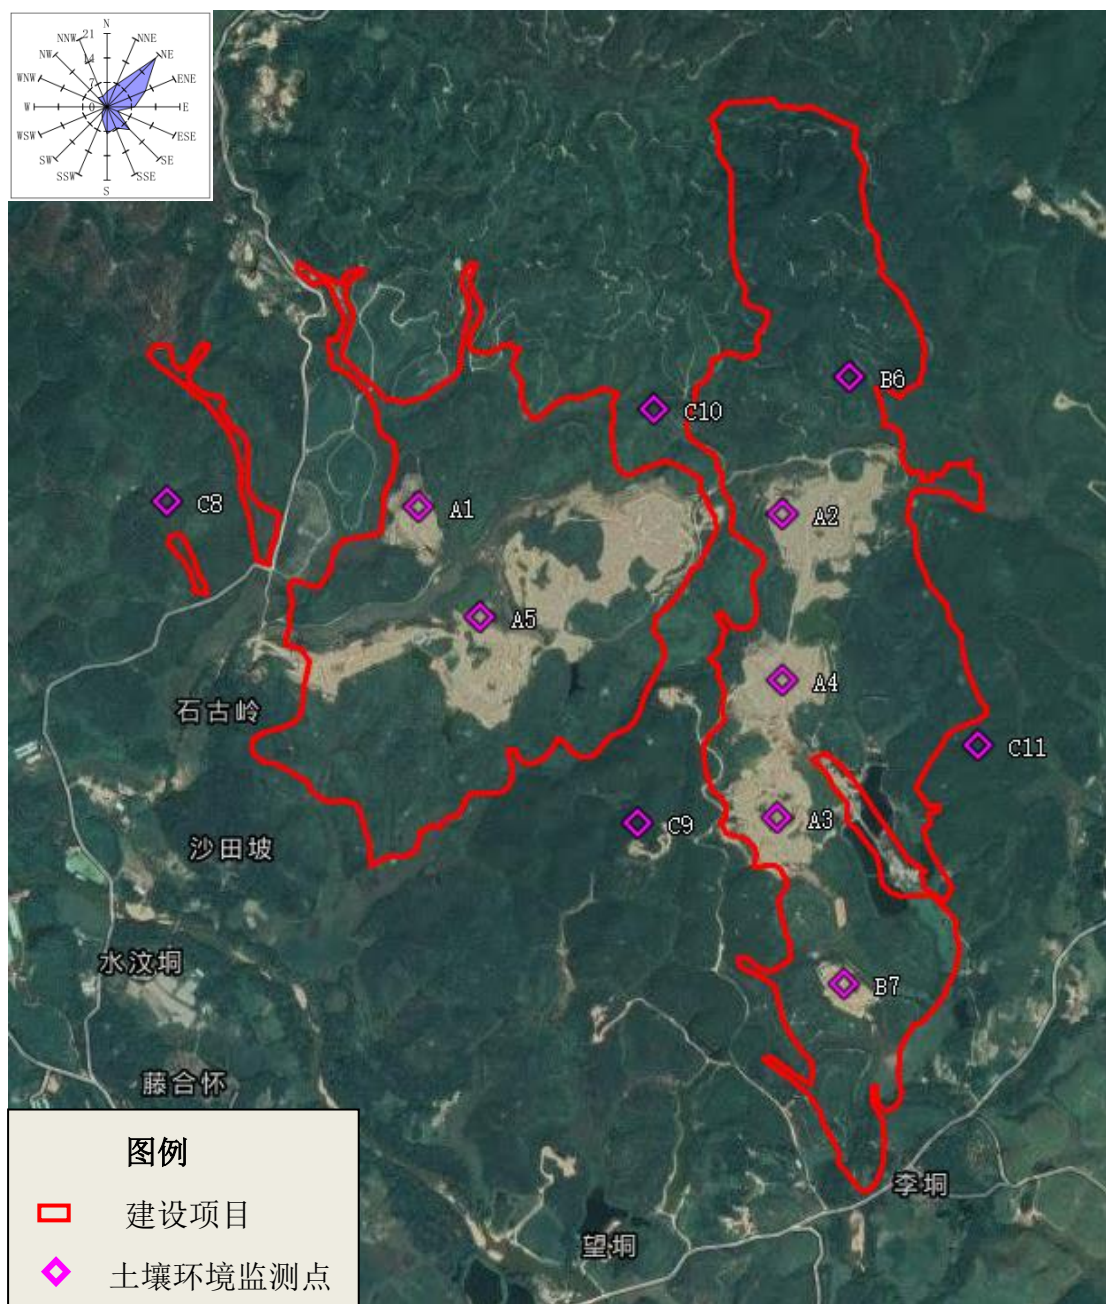 N
NNW
21
NNE
NW
14
NE
WNW
7
ENE
W
0
E
WSW
ESE
SW
SE
SSW
SSE
S
B6
C10
C8
A1
A2
A5
A4
石古岭
C11
A3
C9
沙田坡
水汶垌
B7
藤合怀
图例
李垌
建设项目
望垌
土壤环境监测点